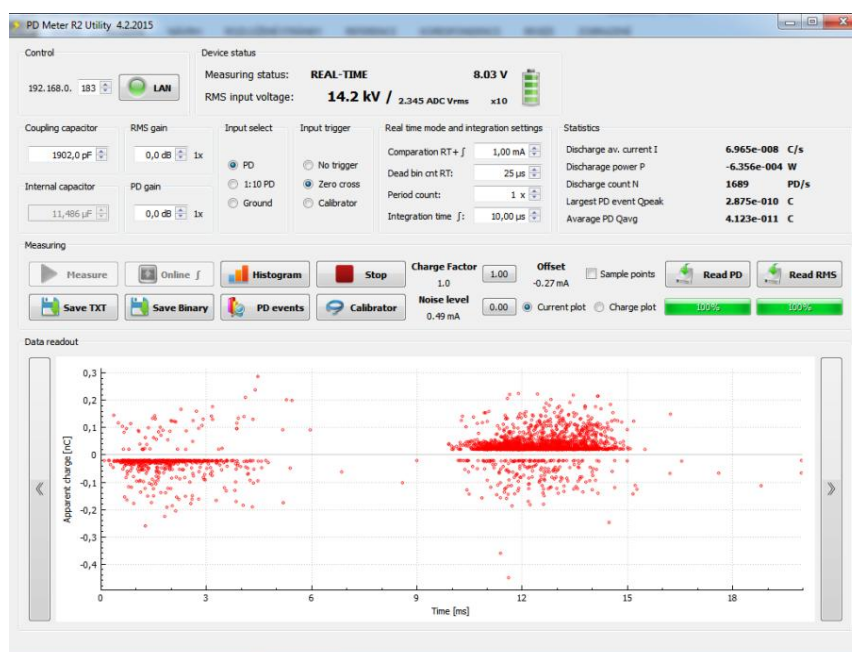 PD Meter R2 Utility 4.2.2015
Control
192.168.0. 183 LAN
Device status
Measuring status: REAL-TIME 8.03 V
RMS input voltage: 14.2 kV / 2.345 ADC Vrms x10
Coupling capacitor
1902,0 pF
Internal capacitor
11,486 µF
RMS gain
0,0 dB 1x
PD gain
0,0 dB 1x
Input select
PD
1:10 PD
Ground
Input trigger
No trigger
Zero cross
Calibrator
Real time mode and integration settings
Comparation RT+∫ 1,00 mA
Dead bin cnt RT: 25 µs
Period count: 1 x
Integration time ∫: 10,00 µs
Statistics
Discharge av. current I 6.965e-008 C/s
Discharage power P -6.356e-004 W
Discharge count N 1689 PD/s
Largest PD event Qpeak 2.875e-010 C
Avarage PD Qavg 4.123e-011 C
Measuring
Measure Online ∫ Histogram Stop
Charge Factor 1.00
1.0
Offset
-0.27 mA
Sample points Read PD Read RMS
Save TXT Save Binary PD events Calibrator
Noise level 0.00
0.49 mA
Current plot Charge plot 100% 100%
Data readout
0,3
0,2
0,1
0
-0,1
-0,2
-0,3
-0,4
Apparent charge [nC]
0 3 6 9 12 15 18
Time [ms]